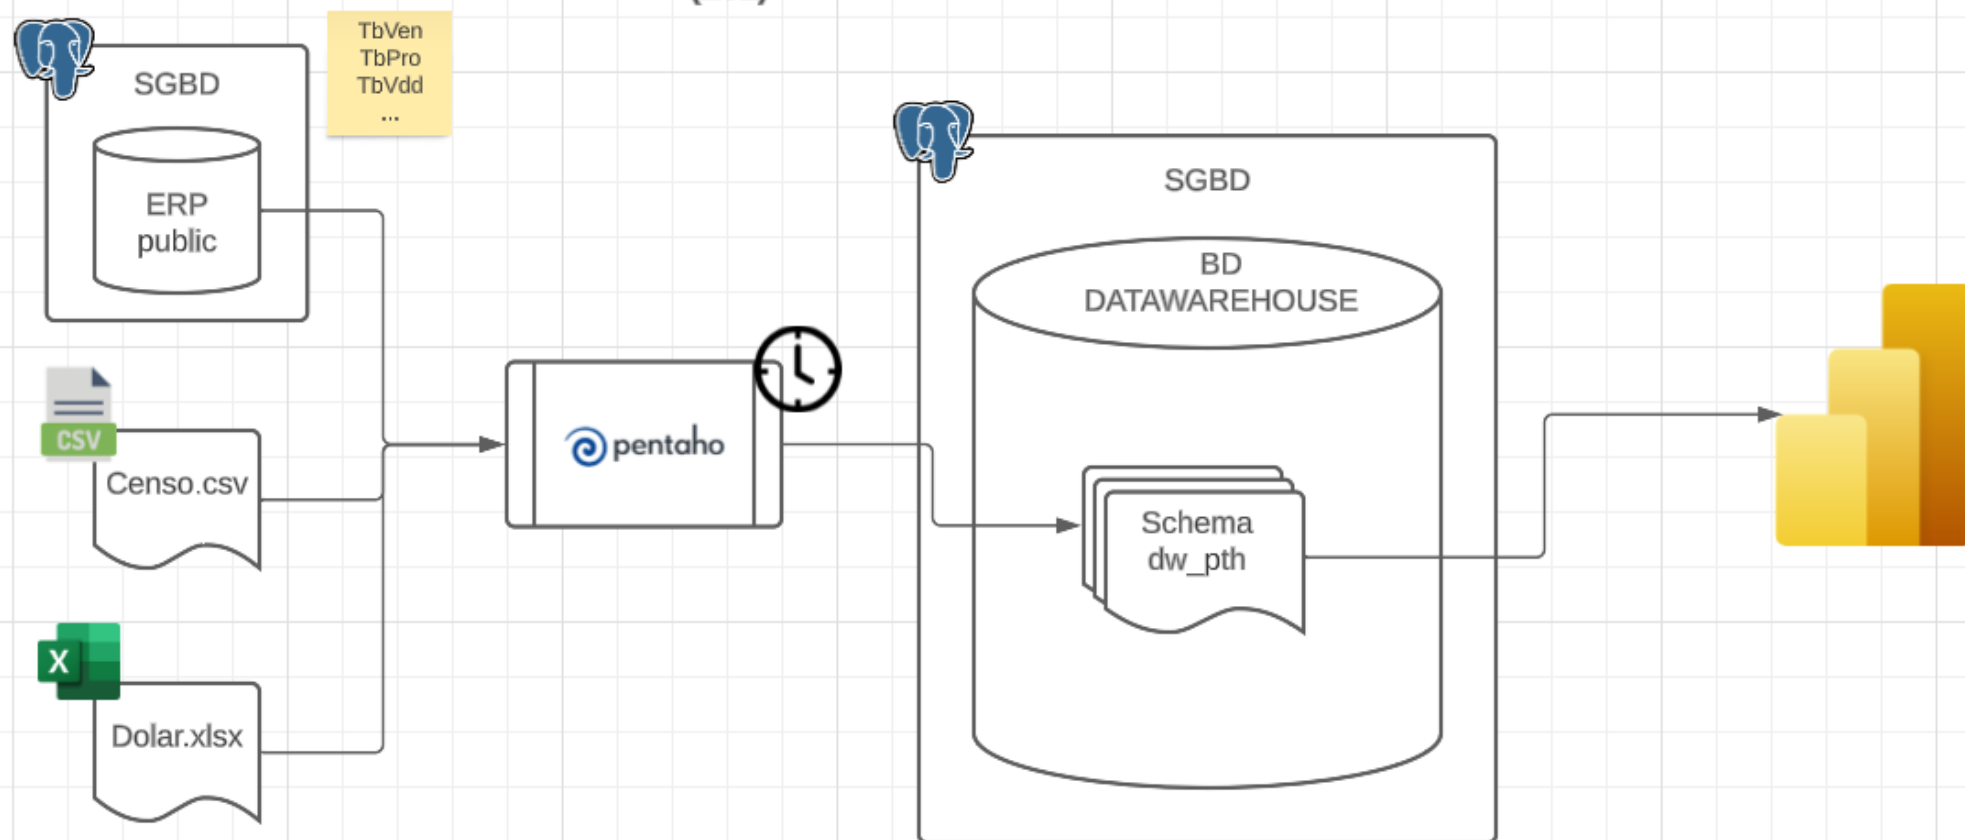 SGBD
ERP
public
TbVen
TbPro
TbVdd
...
CSV
Censo.csv
X
Dolar.xlsx
pentaho
SGBD
BD
DATAWAREHOUSE
Schema
dw_pth